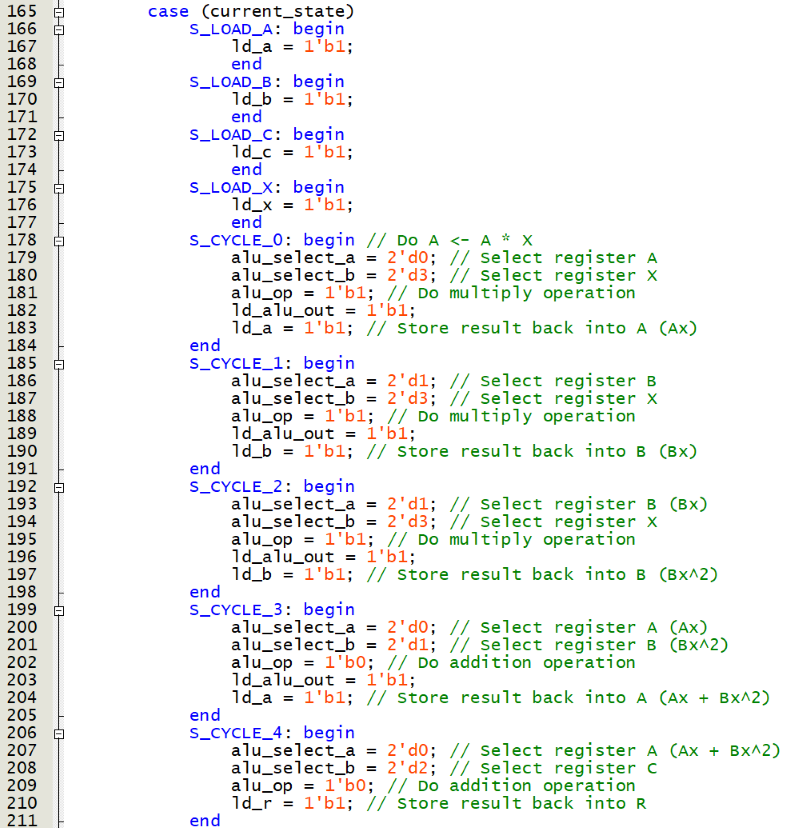 165 case (current_state)
166 S_LOAD_A: begin
167 ld_a = 1'b1;
168 end
169 S_LOAD_B: begin
170 ld_b = 1'b1;
171 end
172 S_LOAD_C: begin
173 ld_c = 1'b1;
174 end
175 S_LOAD_X: begin
176 ld_x = 1'b1;
177 end
178 S_CYCLE_0: begin // Do A <- A * X
179 alu_select_a = 2'd0; // Select register A
180 alu_select_b = 2'd3; // Select register X
181 alu_op = 1'b1; // Do multiply operation
182 ld_alu_out = 1'b1;
183 ld_a = 1'b1; // Store result back into A (Ax)
184 end
185 S_CYCLE_1: begin
186 alu_select_a = 2'd1; // Select register B
187 alu_select_b = 2'd3; // Select register X
188 alu_op = 1'b1; // Do multiply operation
189 ld_alu_out = 1'b1;
190 ld_b = 1'b1; // Store result back into B (Bx)
191 end
192 S_CYCLE_2: begin
193 alu_select_a = 2'd1; // Select register B (Bx)
194 alu_select_b = 2'd3; // Select register X
195 alu_op = 1'b1; // Do multiply operation
196 ld_alu_out = 1'b1;
197 ld_b = 1'b1; // Store result back into B (Bx^2)
198 end
199 S_CYCLE_3: begin
200 alu_select_a = 2'd0; // Select register A (Ax)
201 alu_select_b = 2'd1; // Select register B (Bx^2)
202 alu_op = 1'b0; // Do addition operation
203 ld_alu_out = 1'b1;
204 ld_a = 1'b1; // Store result back into A (Ax + Bx^2)
205 end
206 S_CYCLE_4: begin
207 alu_select_a = 2'd0; // Select register A (Ax + Bx^2)
208 alu_select_b = 2'd2; // Select register C
209 alu_op = 1'b0; // Do addition operation
210 ld_r = 1'b1; // Store result back into R
211 end